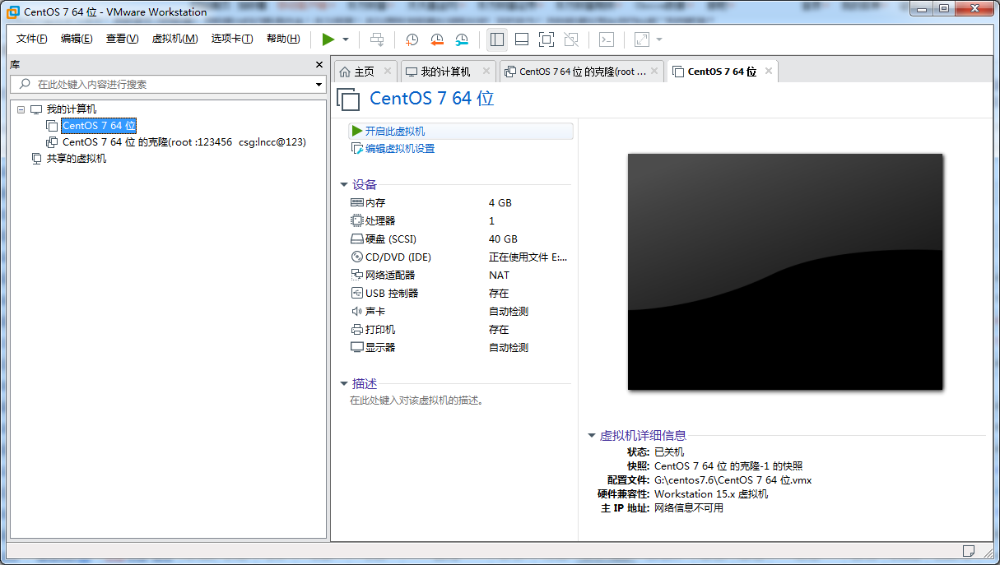 CentOS 7 64 位 - VMware Workstation
文件(F) 编辑(E) 查看(V) 虚拟机(M) 选项卡(T) 帮助(H)
库
在此处键入内容进行搜索
我的计算机
CentOS 7 64 位
CentOS 7 64 位 的克隆(root :123456 csg:lncc@123)
共享的虚拟机
主页 我的计算机 CentOS 7 64 位 的克隆(root ... CentOS 7 64 位
CentOS 7 64 位
开启此虚拟机
编辑虚拟机设置
设备
内存 4 GB
处理器 1
硬盘 (SCSI) 40 GB
CD/DVD (IDE) 正在使用文件 E:...
网络适配器 NAT
USB 控制器 存在
声卡 自动检测
打印机 存在
显示器 自动检测
描述
在此处键入对该虚拟机的描述。
虚拟机详细信息
状态: 已关机
快照: CentOS 7 64 位 的克隆-1 的快照
配置文件: G:\centos7.6\CentOS 7 64 位.vmx
硬件兼容性: Workstation 15.x 虚拟机
主 IP 地址: 网络信息不可用